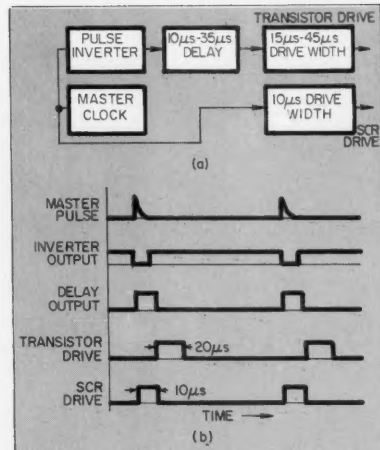 TRANSISTOR DRIVE
PULSE
INVERTER
10µs-35µs
DELAY
15µs-45µs
DRIVE WIDTH
MASTER
CLOCK
10µs DRIVE
WIDTH
SCR
DRIVE
(a)
MASTER
PULSE
INVERTER
OUTPUT
DELAY
OUTPUT
TRANSISTOR
DRIVE
20µs
SCR
DRIVE
10µs
TIME
(b)